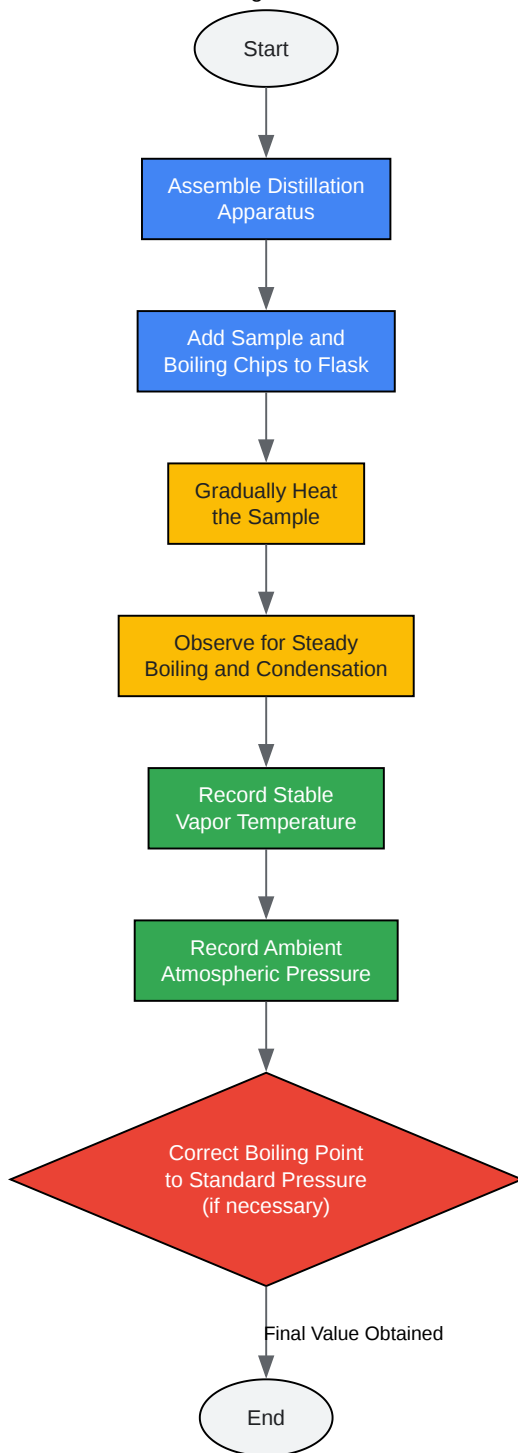 Start
Assemble Distillation
Apparatus
Add Sample and
Boiling Chips to Flask
Gradually Heat
the Sample
Observe for Steady
Boiling and Condensation
Record Stable
Vapor Temperature
Record Ambient
Atmospheric Pressure
Correct Boiling Point
to Standard Pressure
(if necessary)
Final Value Obtained
End